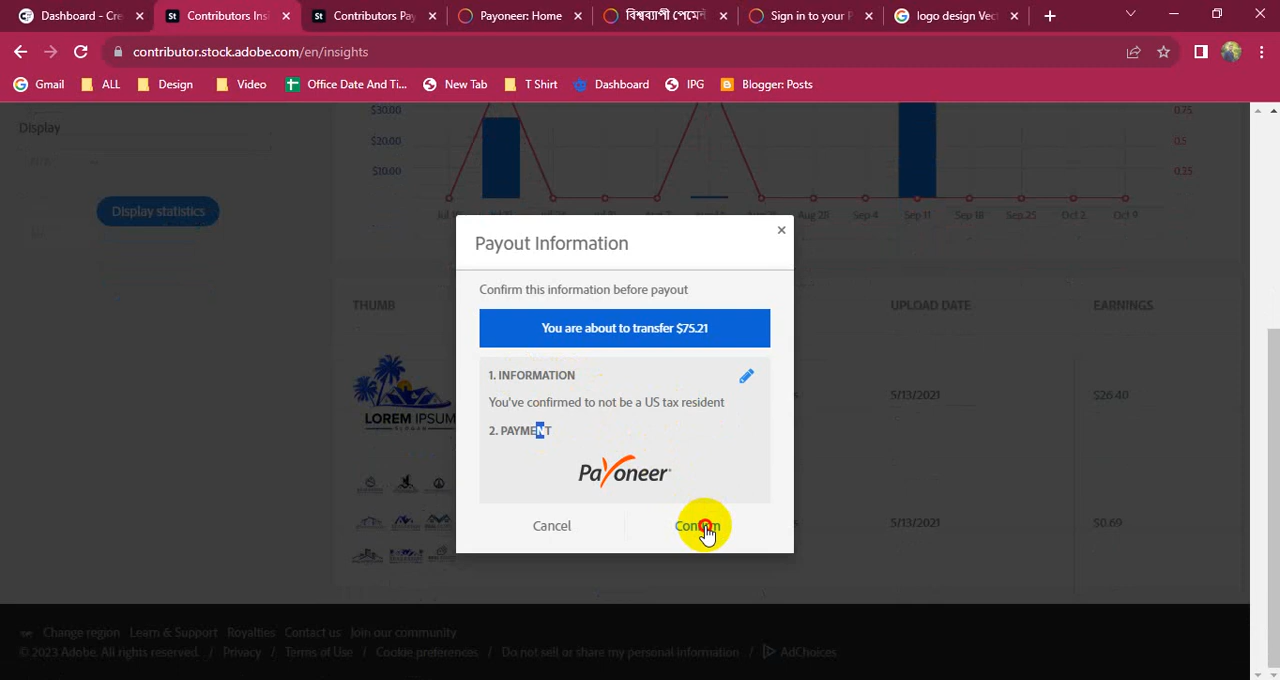 Dashboard - Cre
Contributors Insi
Contributors Pay
Payoneer: Home
বিশ্বব্যাপী পেমেন্ট
Sign in to your P
logo design Vect
contributor.stock.adobe.com/en/insights
Gmail
ALL
Design
Video
Office Date And Ti...
New Tab
T Shirt
Dashboard
IPG
Blogger: Posts
Display
Display statistics
$30.00
$20.00
$10.00
0.75
0.5
0.25
Aug 28
Sep 4
Sep 11
Sep 18
Sep 25
Oct 2
Oct 9
Payout Information
Confirm this information before payout
You are about to transfer $75.21
1. INFORMATION
You've confirmed to not be a US tax resident
2. PAYMENT
Payoneer
Cancel
Confirm
THUMB
UPLOAD DATE
EARNINGS
LOREM IPSUM
5/13/2021
$26.40
5/13/2021
$0.69
Change region Learn & Support Royalties Contact us Join our community
© 2023 Adobe. All rights reserved. / Privacy / Terms of Use / Cookie preferences / Do not sell or share my personal information / AdChoices